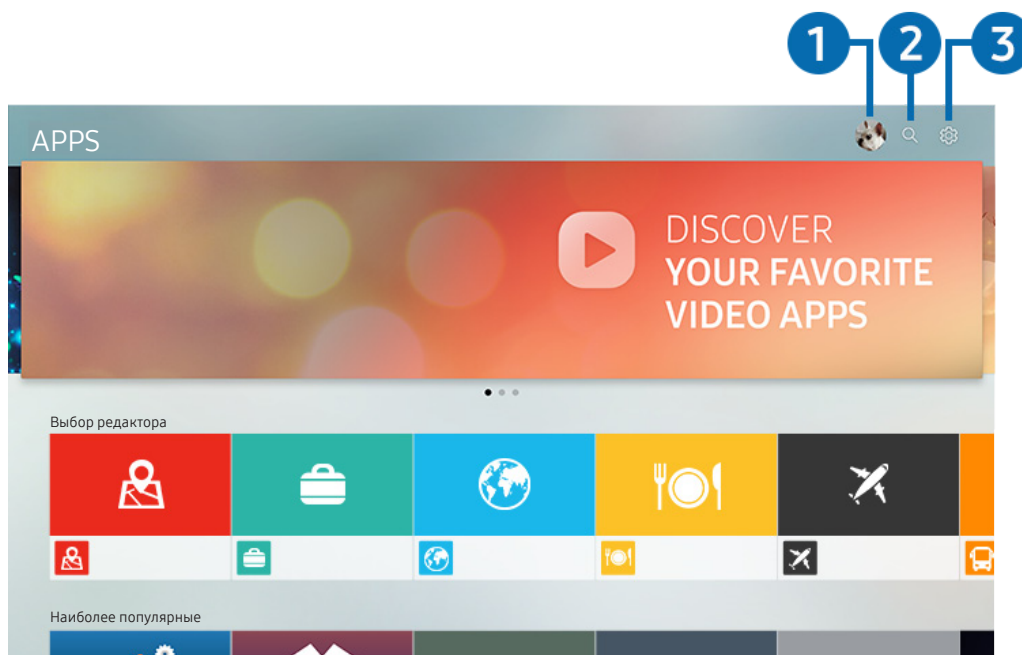 1 2 3
APPS
DISCOVER
YOUR FAVORITE
VIDEO APPS
Выбор редактора
Наиболее популярные